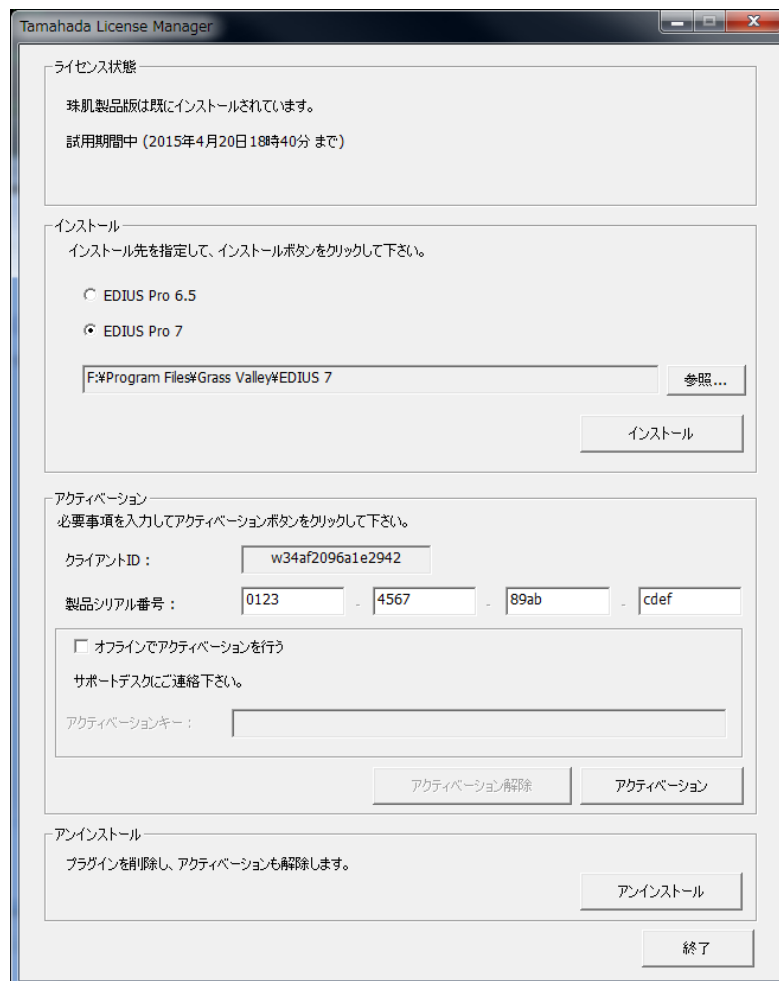 Tamahada License Manager
ライセンス状態
珠肌製品版は既にインストールされています。
試用期間中 (2015年4月20日18時40分 まで)
インストール
インストール先を指定して、インストールボタンをクリックして下さい。
EDIUS Pro 6.5
EDIUS Pro 7
F:¥Program Files¥Grass Valley¥EDIUS 7
参照...
インストール
アクティベーション
必要事項を入力してアクティベーションボタンをクリックして下さい。
クライアントID: w34af2096a1e2942
製品シリアル番号: 0123 - 4567 - 89ab - cdef
オフラインでアクティベーションを行う
サポートデスクにご連絡下さい。
アクティベーションキー:
アクティベーション解除 アクティベーション
アンインストール
プラグインを削除し、アクティベーションも解除します。
アンインストール
終了